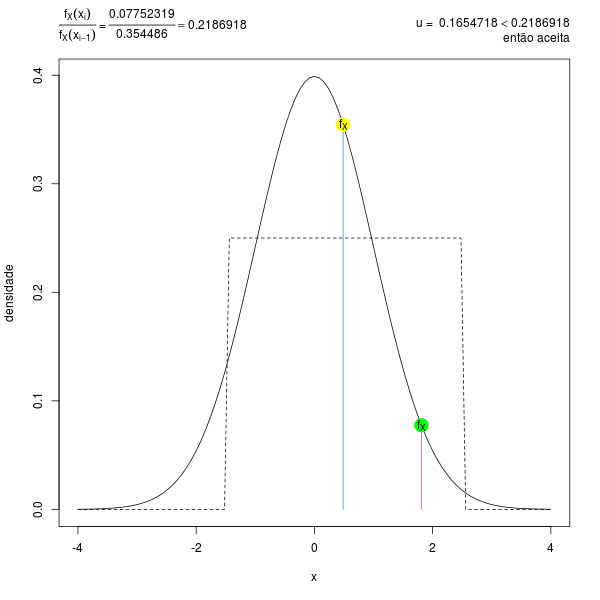 fX(xi) / fX(xi−1) = 0.07752319 / 0.354486 = 0.2186918
u = 0.1654718 < 0.2186918
então aceita
densidade
0.4
0.3
0.2
0.1
0.0
fX
fX
-4 -2 0 2 4
x